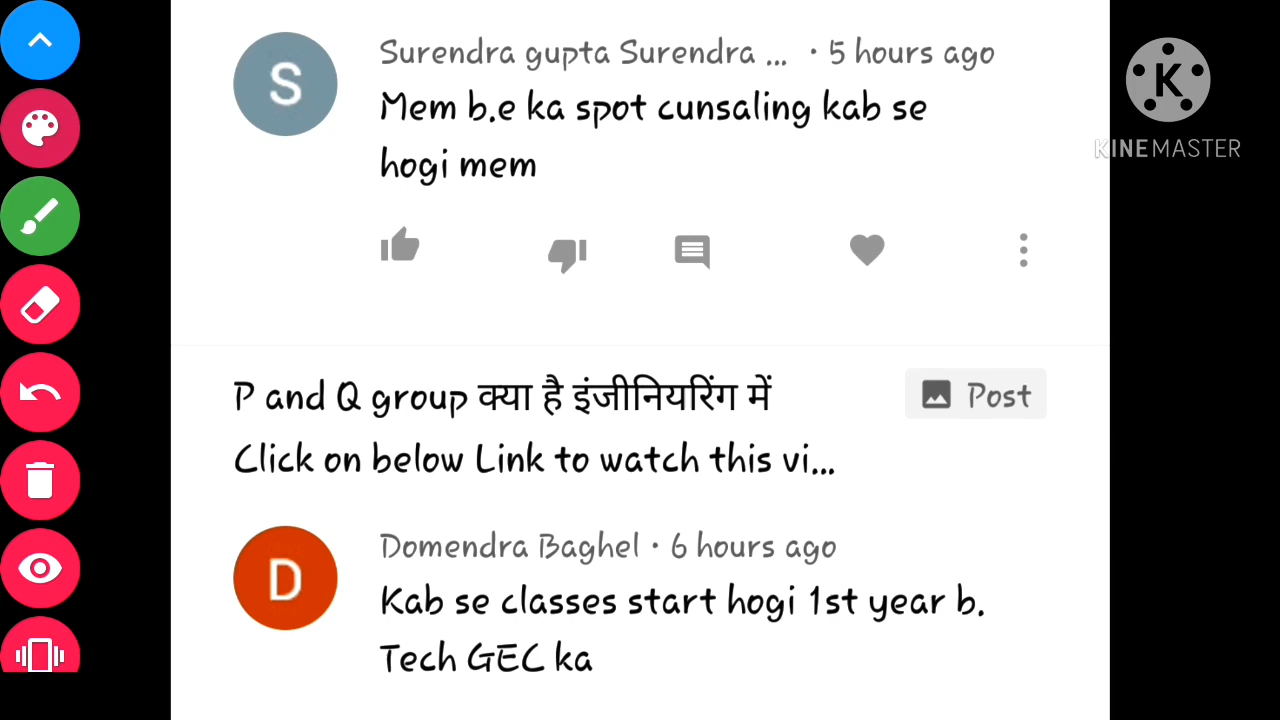 S
Surendra gupta Surendra ... · 5 hours ago
Mem b.e ka spot cunsaling kab se
hogi mem
K
KINEMASTER
P and Q group क्या है इंजीनियरिंग में
Post
Click on below Link to watch this vi...
D
Domendra Baghel · 6 hours ago
Kab se classes start hogi 1st year b.
Tech GEC ka